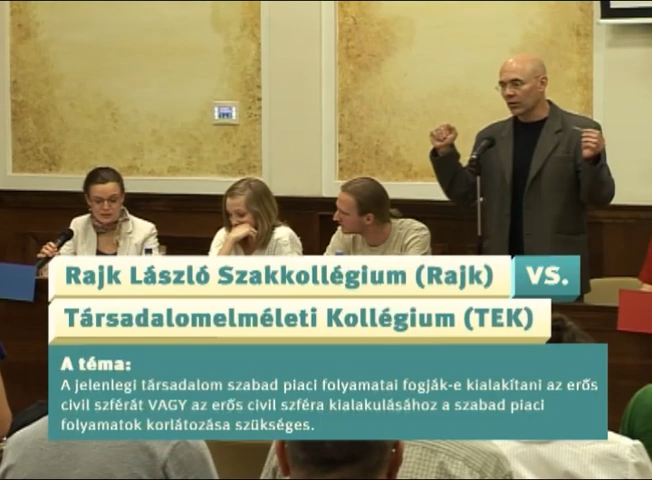 Rajk László Szakkollégium (Rajk) VS.
Társadalomelméleti Kollégium (TEK)
A téma:
A jelenlegi társadalom szabad piaci folyamatai fogják-e kialakítani az erős
civil szférát VAGY az erős civil szféra kialakulásához a szabad piaci
folyamatok korlátozása szükséges.